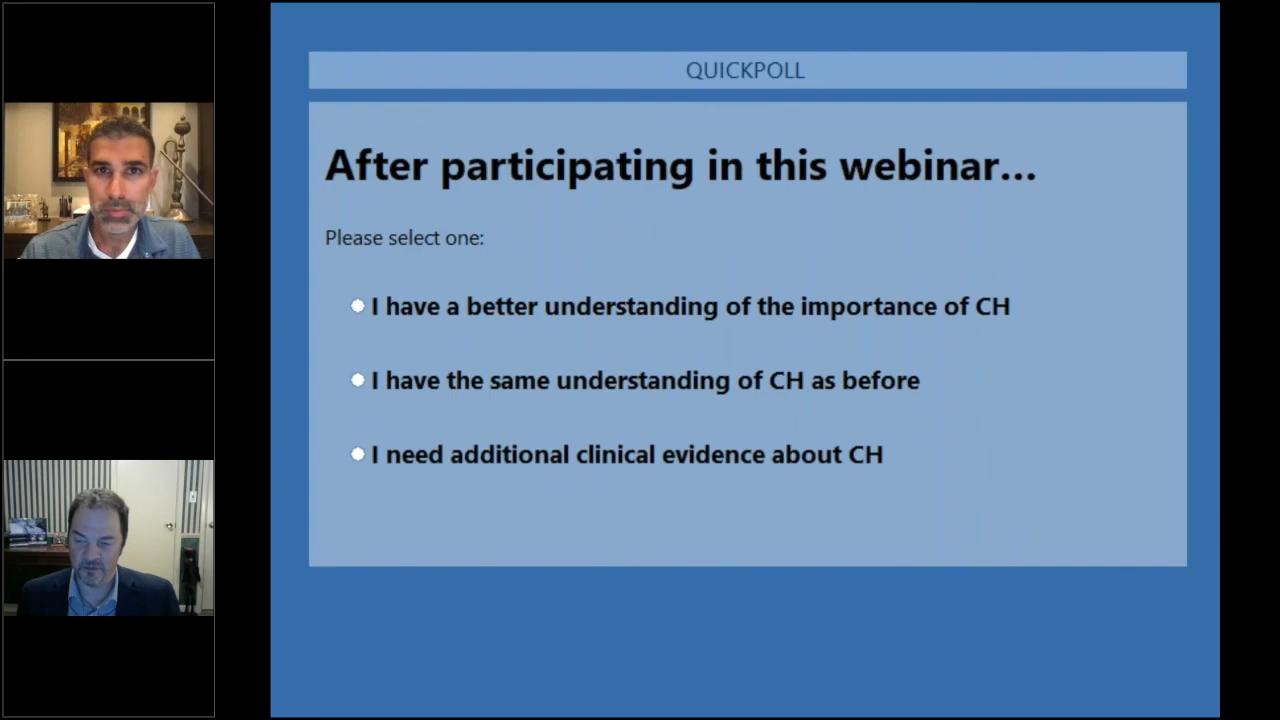 QUICKPOLL
After participating in this webinar...
Please select one:
I have a better understanding of the importance of CH
I have the same understanding of CH as before
I need additional clinical evidence about CH